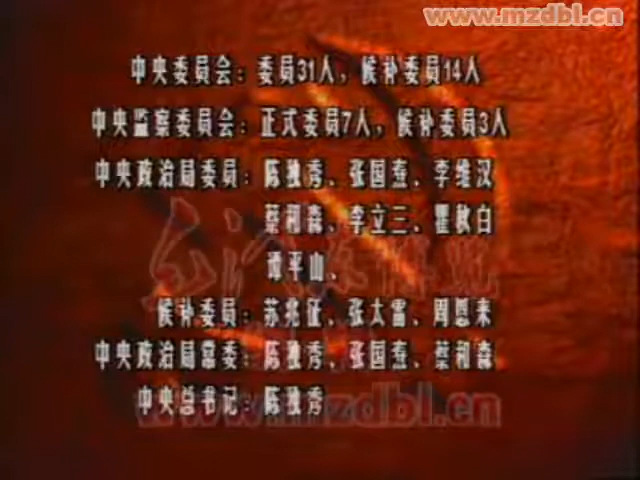 www.mzdbl.cn
中央委员会：委员31人，候补委员14人
中央监察委员会：正式委员7人，候补委员3人
中央政治局委员：陈独秀、张国焘、李维汉
蔡和森、李立三、瞿秋白
谭平山、
候补委员：苏兆征、张太雷、周恩来
中央政治局常委：陈独秀、张国焘、蔡和森
中央总书记：陈独秀
www.mzdbl.cn